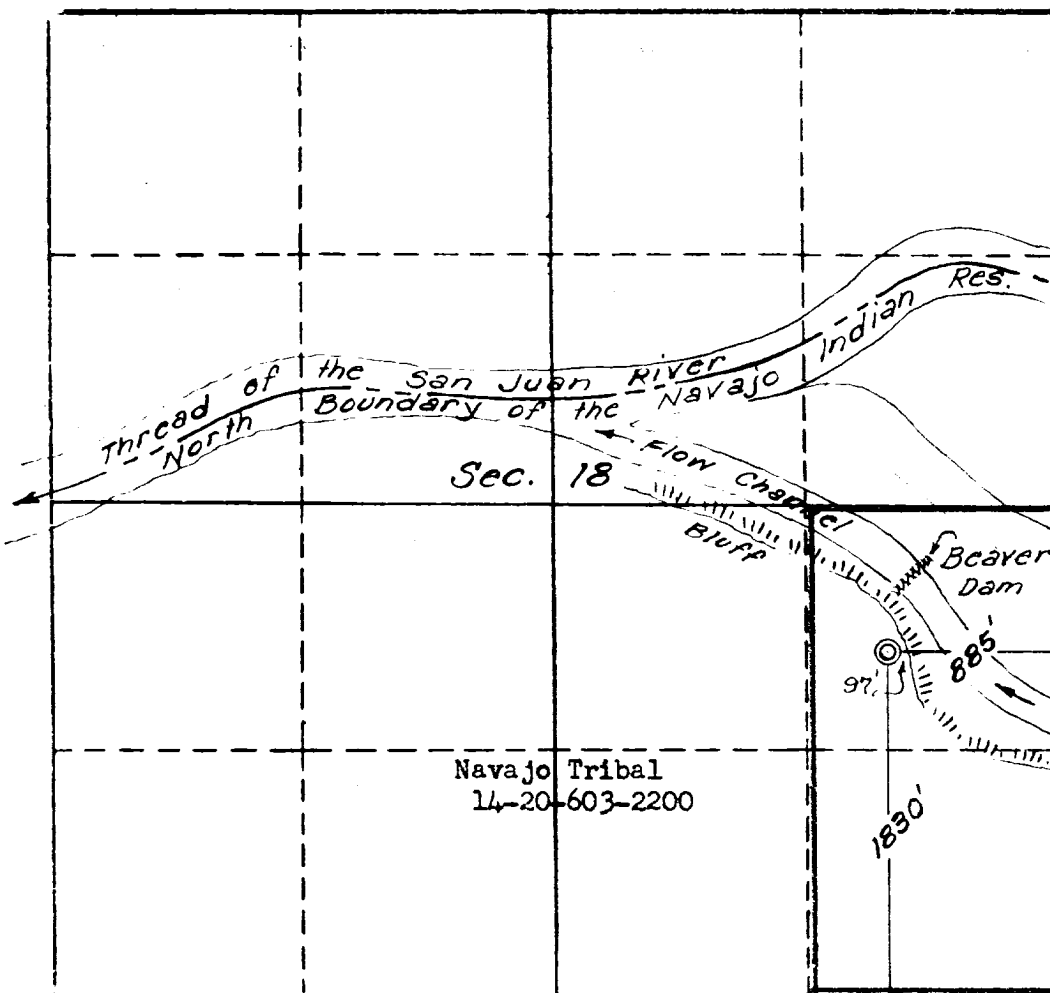 Thread of the San Juan River
North Boundary of the Navajo Indian Res.
Flow Channel
Sec. 18
Bluff
Beaver
Dam
885'
97'
Navajo Tribal
14-20-603-2200
1830'